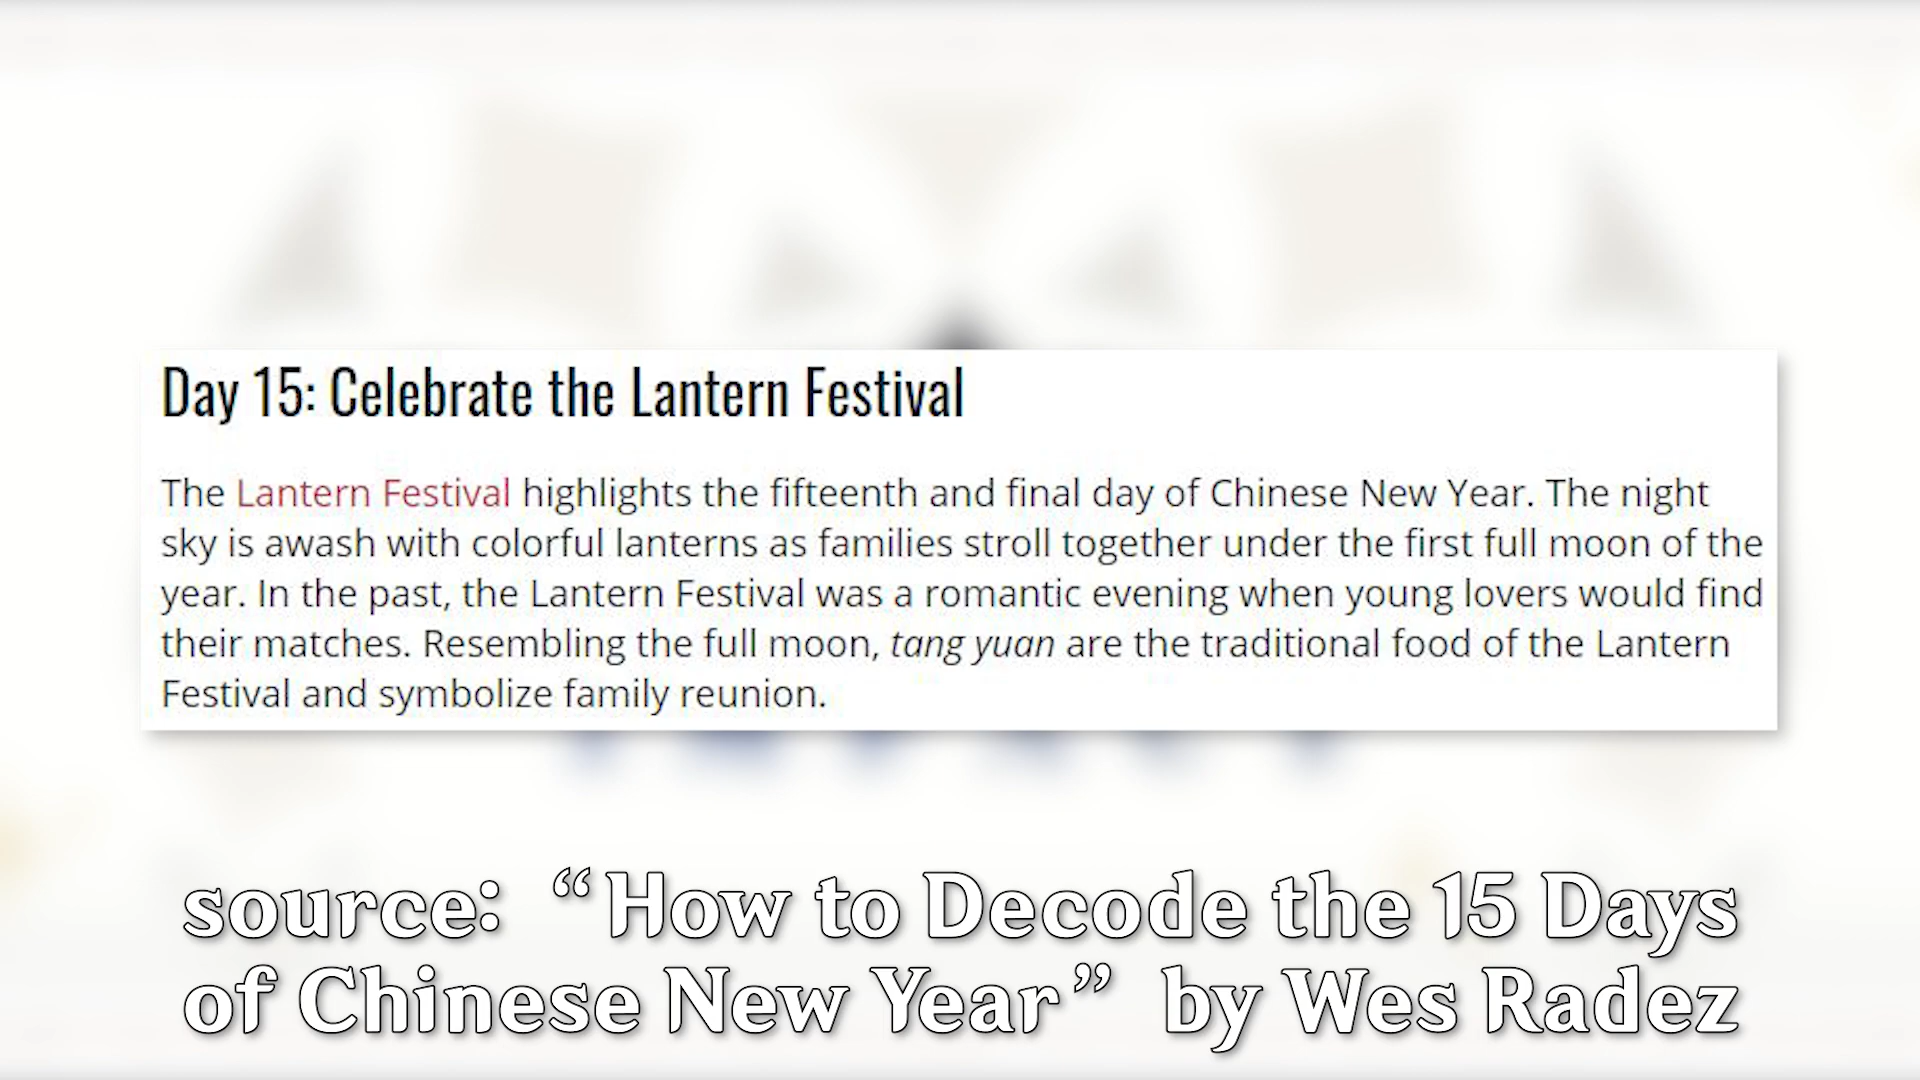 Day 15: Celebrate the Lantern Festival
The Lantern Festival highlights the fifteenth and final day of Chinese New Year. The night
sky is awash with colorful lanterns as families stroll together under the first full moon of the
year. In the past, the Lantern Festival was a romantic evening when young lovers would find
their matches. Resembling the full moon, tang yuan are the traditional food of the Lantern
Festival and symbolize family reunion.
source: “How to Decode the 15 Days
of Chinese New Year” by Wes Radez